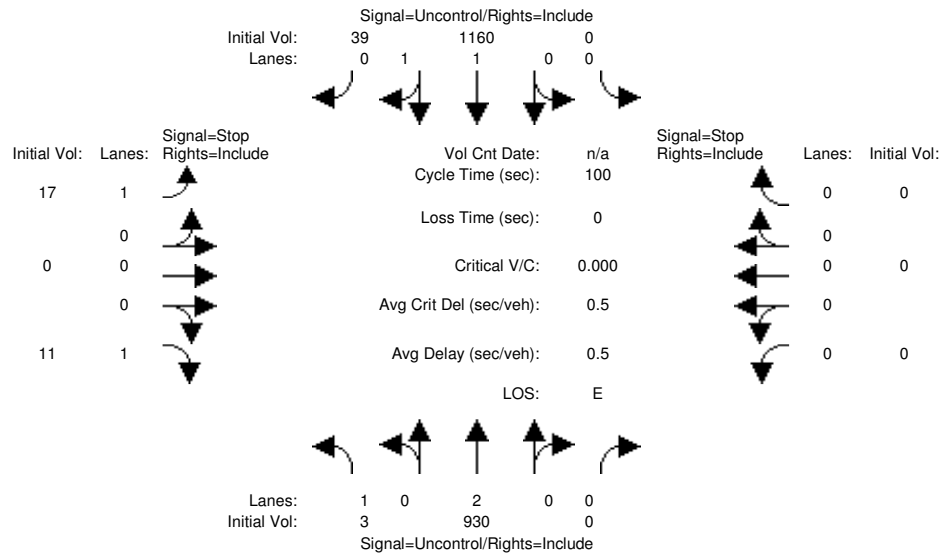 Signal=Uncontrol/Rights=Include
Initial Vol: 39 1160 0
Lanes: 0 1 1 0 0
Signal=Stop Signal=Stop
Initial Vol: Lanes: Rights=Include Vol Cnt Date: n/a Rights=Include Lanes: Initial Vol:
Cycle Time (sec): 100
17 1 0 0
Loss Time (sec): 0
0 0
0 0 Critical V/C: 0.000 0 0
0 Avg Crit Del (sec/veh): 0.5 0
11 1 Avg Delay (sec/veh): 0.5 0 0
LOS: E
Lanes: 1 0 2 0 0
Initial Vol: 3 930 0
Signal=Uncontrol/Rights=Include